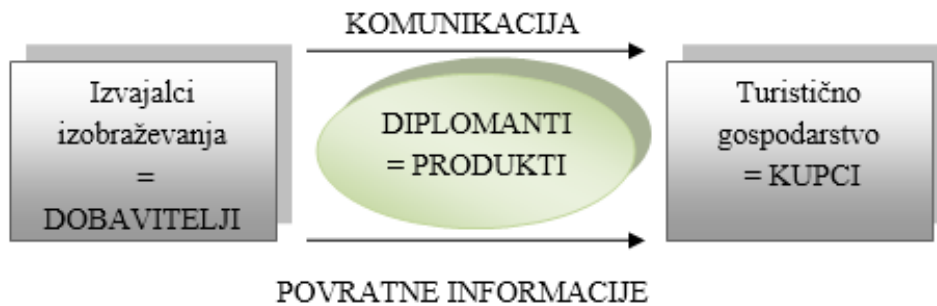 KOMUNIKACIJA
Izvajalci
izobraževanja
=
DOBAVITELJI
DIPLOMANTI
= PRODUKTI
Turistično
gospodarstvo
= KUPCI
POVRATNE INFORMACIJE